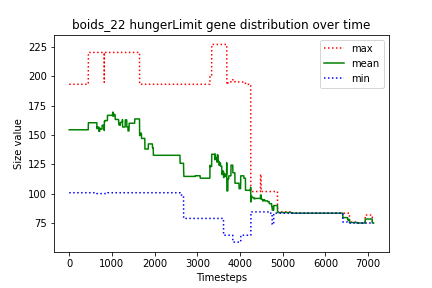 boids_22 hungerLimit gene distribution over time
max
mean
min
Size value
225
200
175
150
125
100
75
0 1000 2000 3000 4000 5000 6000 7000
Timesteps